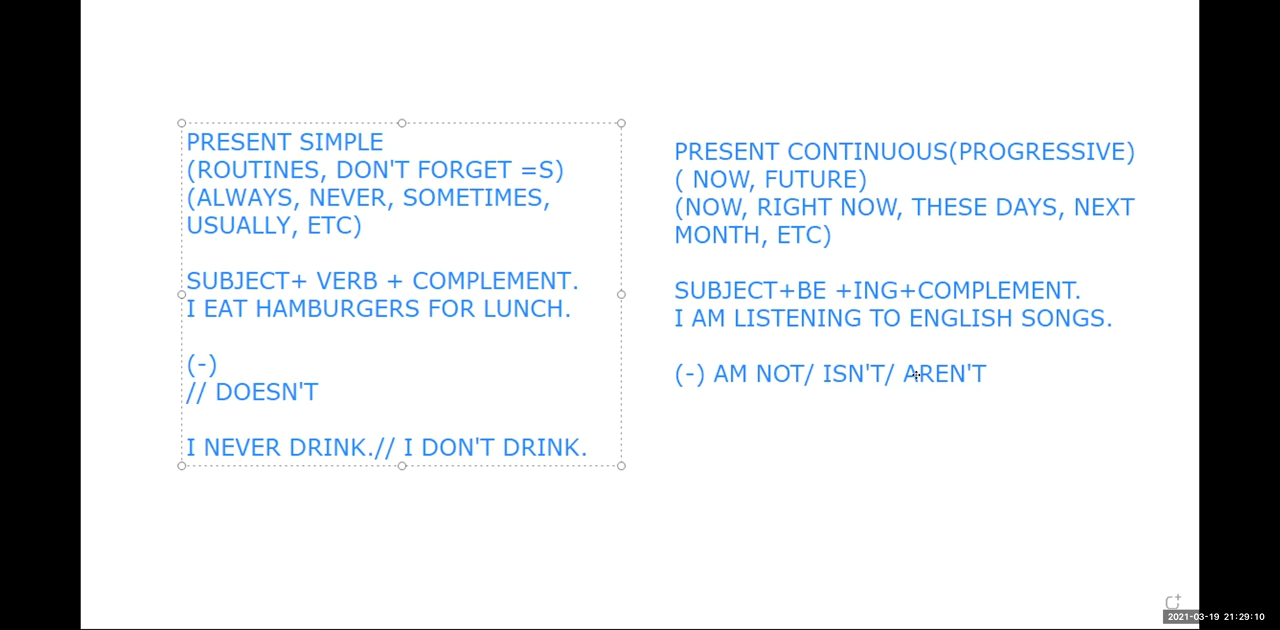 PRESENT SIMPLE
(ROUTINES, DON'T FORGET =S)
(ALWAYS, NEVER, SOMETIMES,
USUALLY, ETC)
SUBJECT+ VERB + COMPLEMENT.
I EAT HAMBURGERS FOR LUNCH.
(-)
// DOESN'T
I NEVER DRINK.// I DON'T DRINK.
PRESENT CONTINUOUS(PROGRESSIVE)
( NOW, FUTURE)
(NOW, RIGHT NOW, THESE DAYS, NEXT
MONTH, ETC)
SUBJECT+BE +ING+COMPLEMENT.
I AM LISTENING TO ENGLISH SONGS.
(-) AM NOT/ ISN'T/ AREN'T
2021-03-19 21:29:10